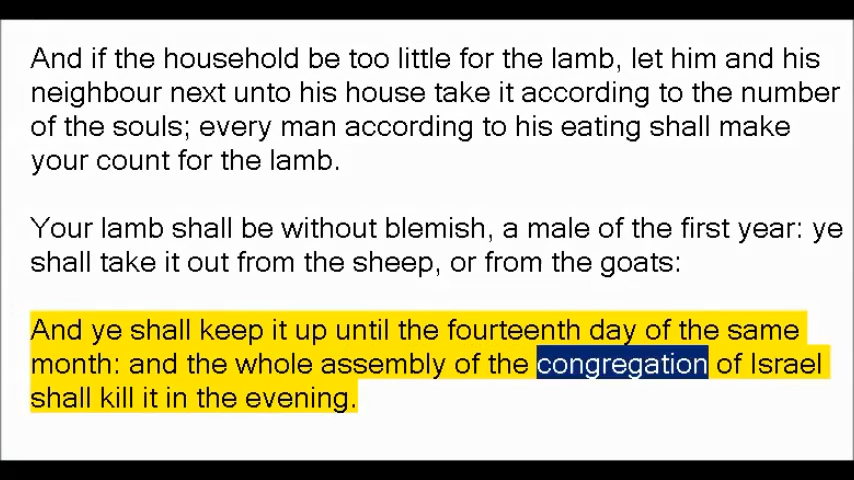 And if the household be too little for the lamb, let him and his
neighbour next unto his house take it according to the number
of the souls; every man according to his eating shall make
your count for the lamb.
Your lamb shall be without blemish, a male of the first year: ye
shall take it out from the sheep, or from the goats:
And ye shall keep it up until the fourteenth day of the same
month: and the whole assembly of the congregation of Israel
shall kill it in the evening.